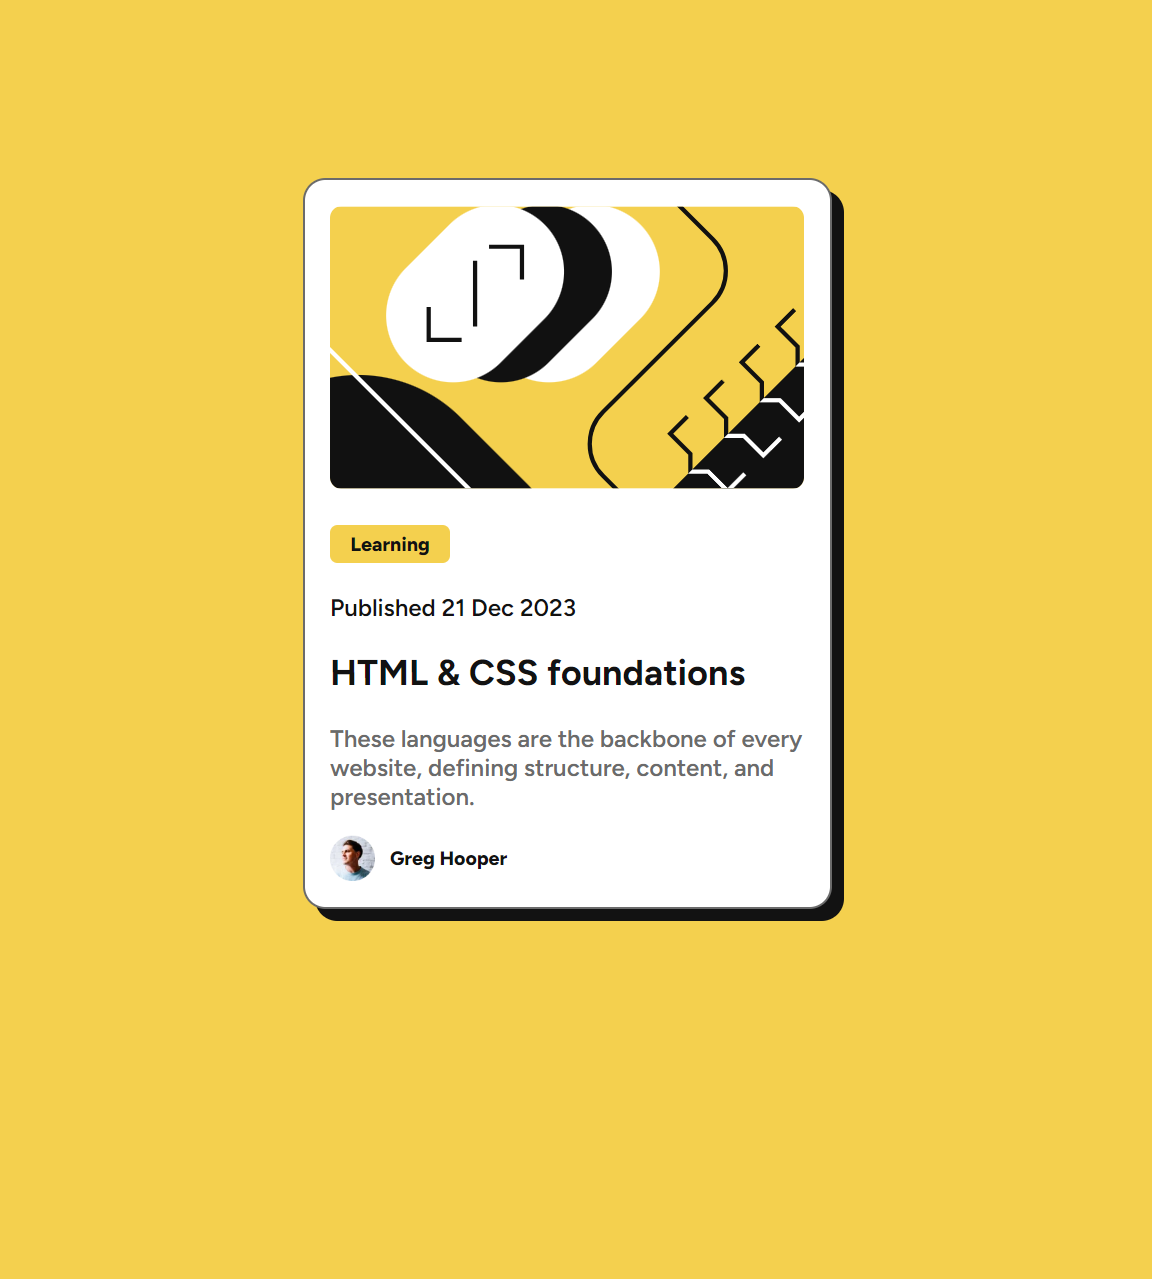 Learning
Published 21 Dec 2023
HTML & CSS foundations
These languages are the backbone of every
website, defining structure, content, and
presentation.
Greg Hooper